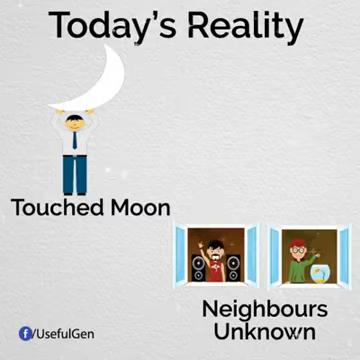 Today's Reality
Touched Moon
Neighbours
Unknown
f/UsefulGen